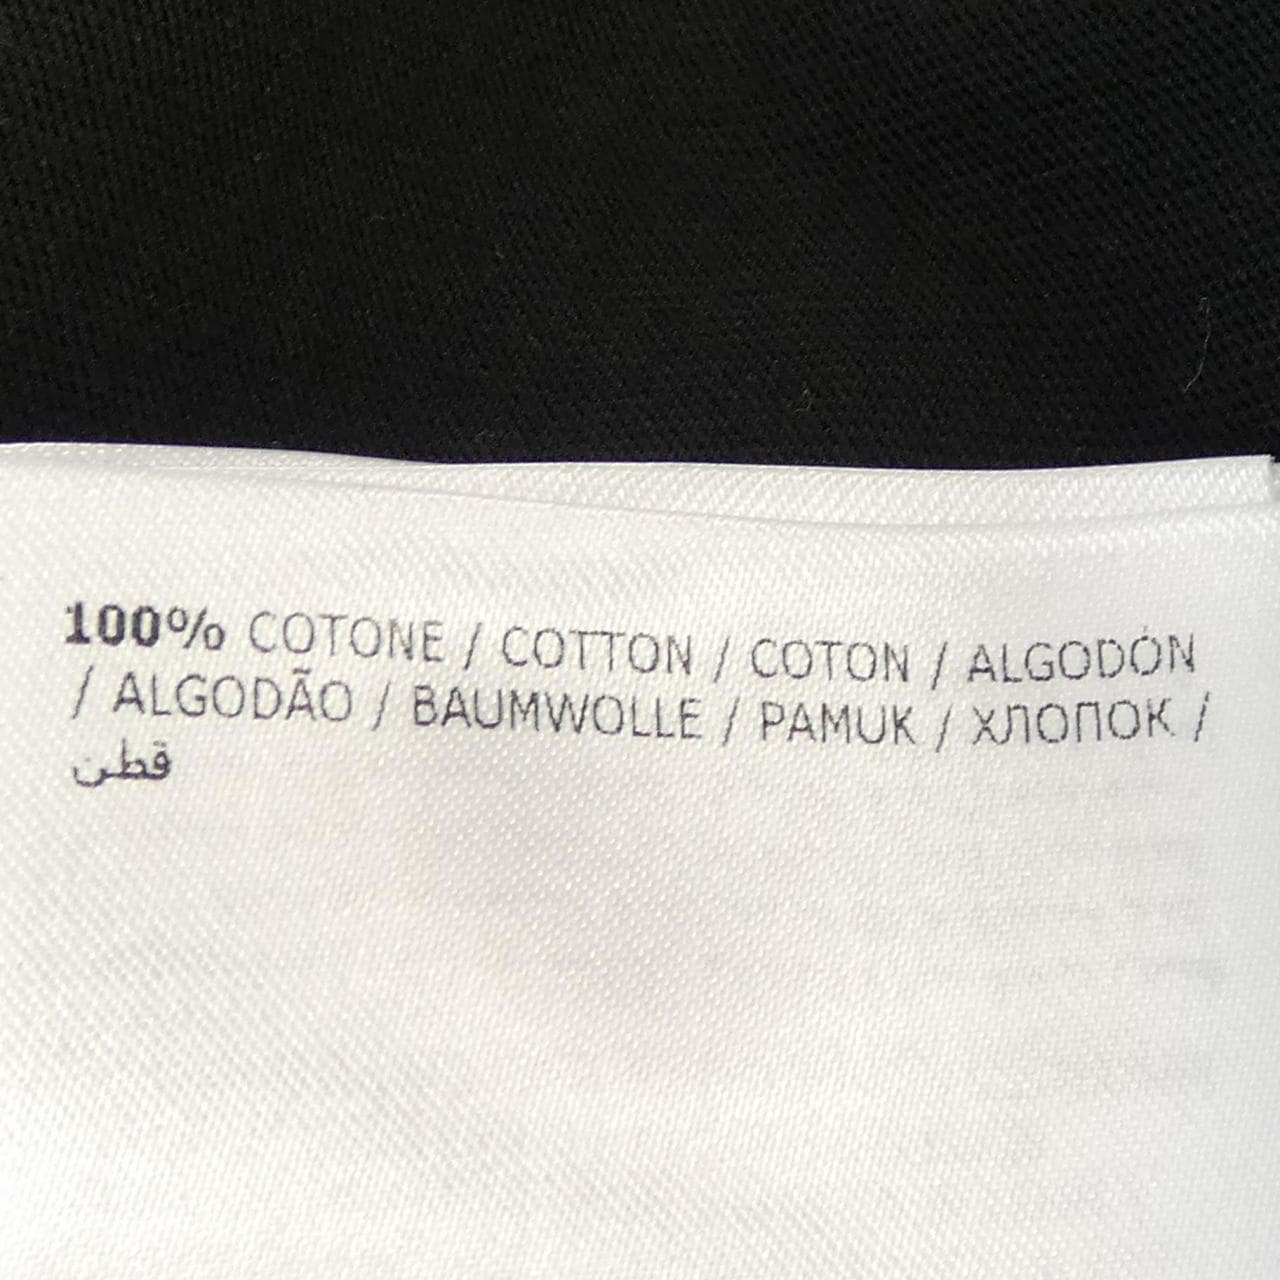 100% COTONE / COTTON / COTON / ALGODÓN
/ ALGODÃO / BAUMWOLLE / PAMUK / ХЛОПОК /
قطن